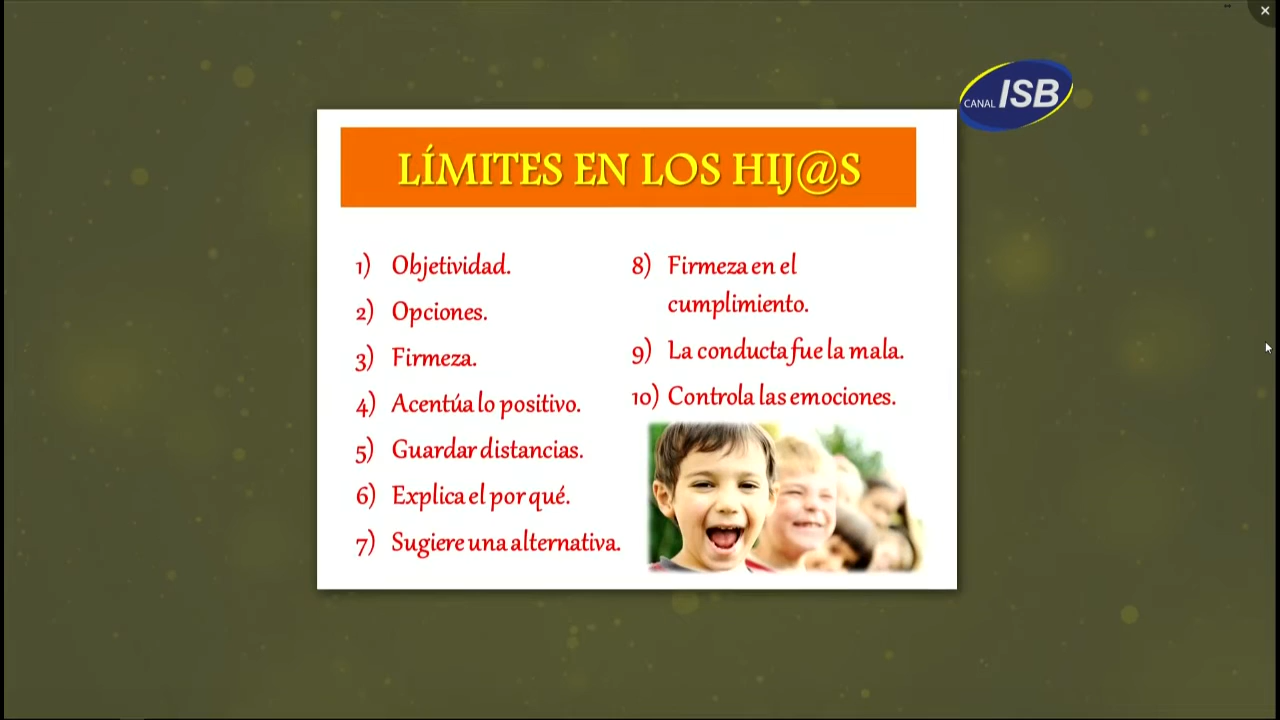 CANAL ISB
LÍMITES EN LOS HIJ@S
1) Objetividad.
2) Opciones.
3) Firmeza.
4) Acentúa lo positivo.
5) Guardar distancias.
6) Explica el por qué.
7) Sugiere una alternativa.
8) Firmeza en el
cumplimiento.
9) La conducta fue la mala.
10) Controla las emociones.